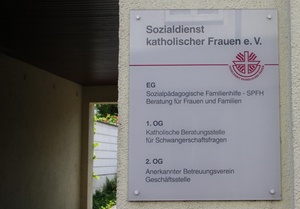 Sozialdienst
katholischer Frauen e. V.
EG
Sozialpädagogische Familienhilfe - SPFH
Beratung für Frauen und Familien
1. OG
Katholische Beratungsstelle
für Schwangerschaftsfragen
2. OG
Anerkannter Betreuungsverein
Geschäftsstelle